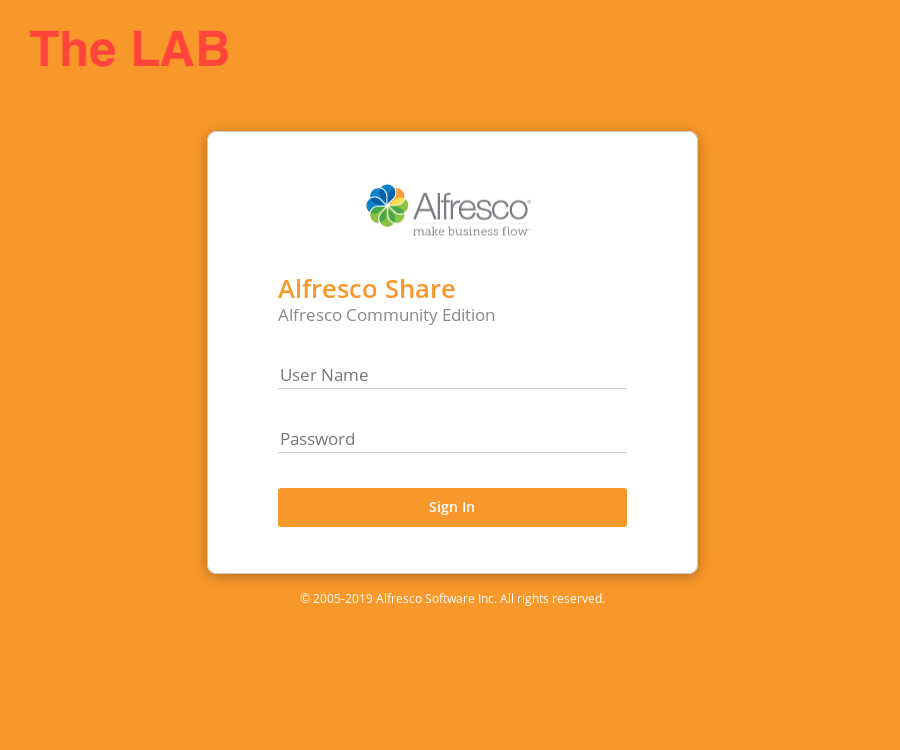 The LAB
Alfresco
make business flow
Alfresco Share
Alfresco Community Edition
User Name
Password
Sign In
© 2005-2019 Alfresco Software Inc. All rights reserved.